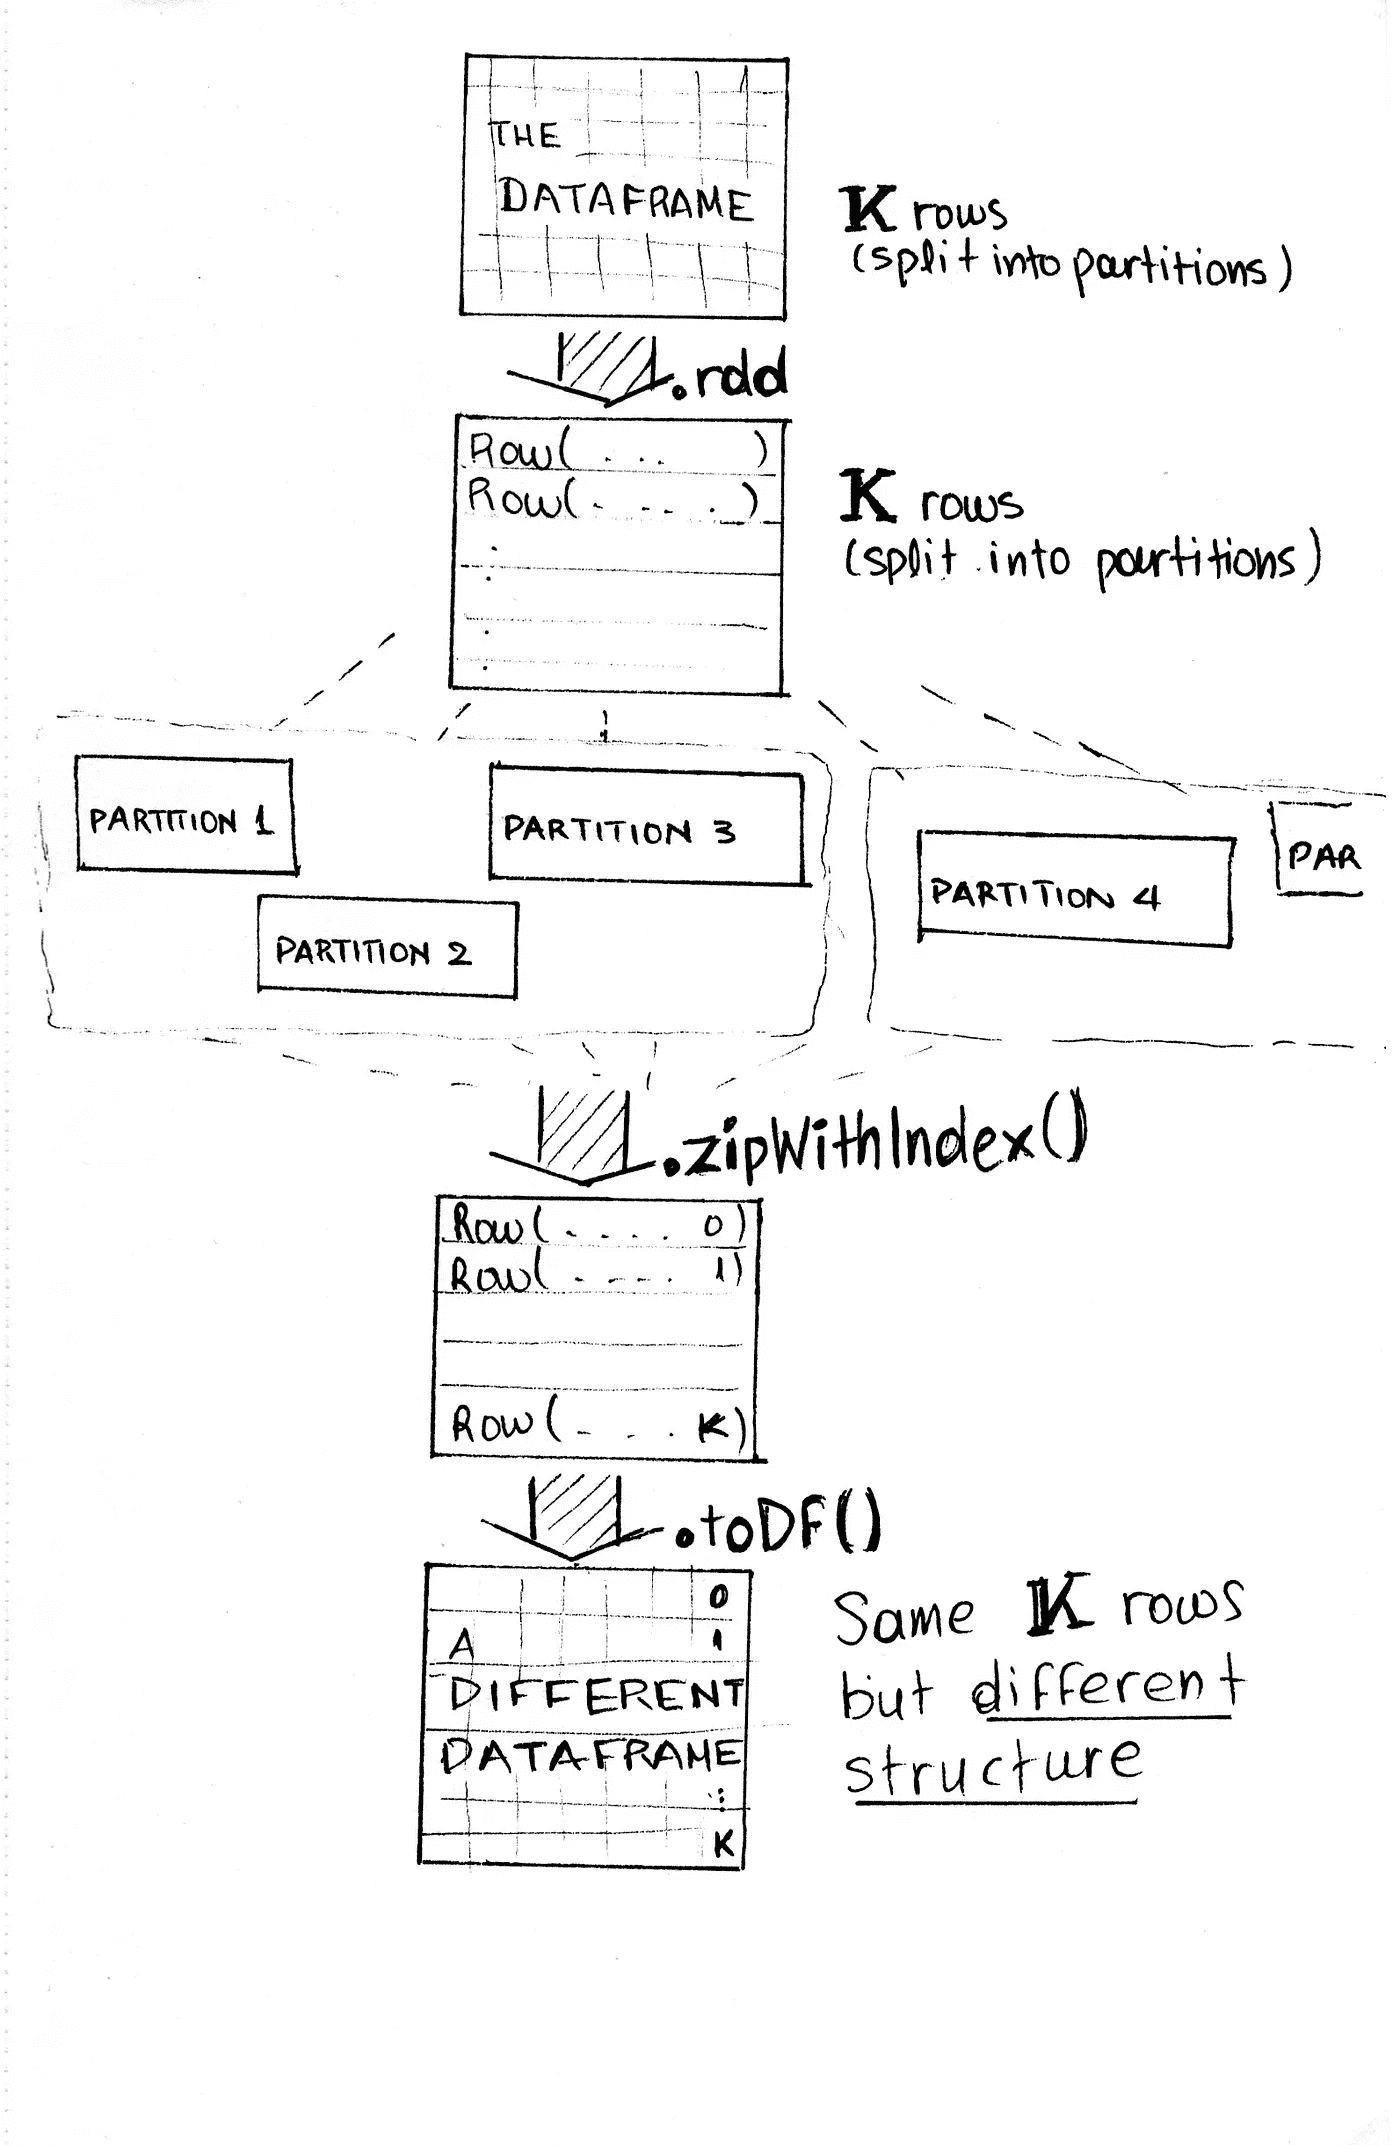 THE
DATAFRAME
K rows
(split into partitions)
.rdd
Row( ... )
Row( . -- . )
K rows
(split into partitions)
PARTITION 1
PARTITION 3
PARTITION 4
PAR
PARTITION 2
.zipWithIndex()
Row( . . . . 0)
Row( . -- . 1)
Row( - . . K)
.toDF()
0
A 1
DIFFERENT
DATAFRAME
:
K
Same K rows
but different
structure